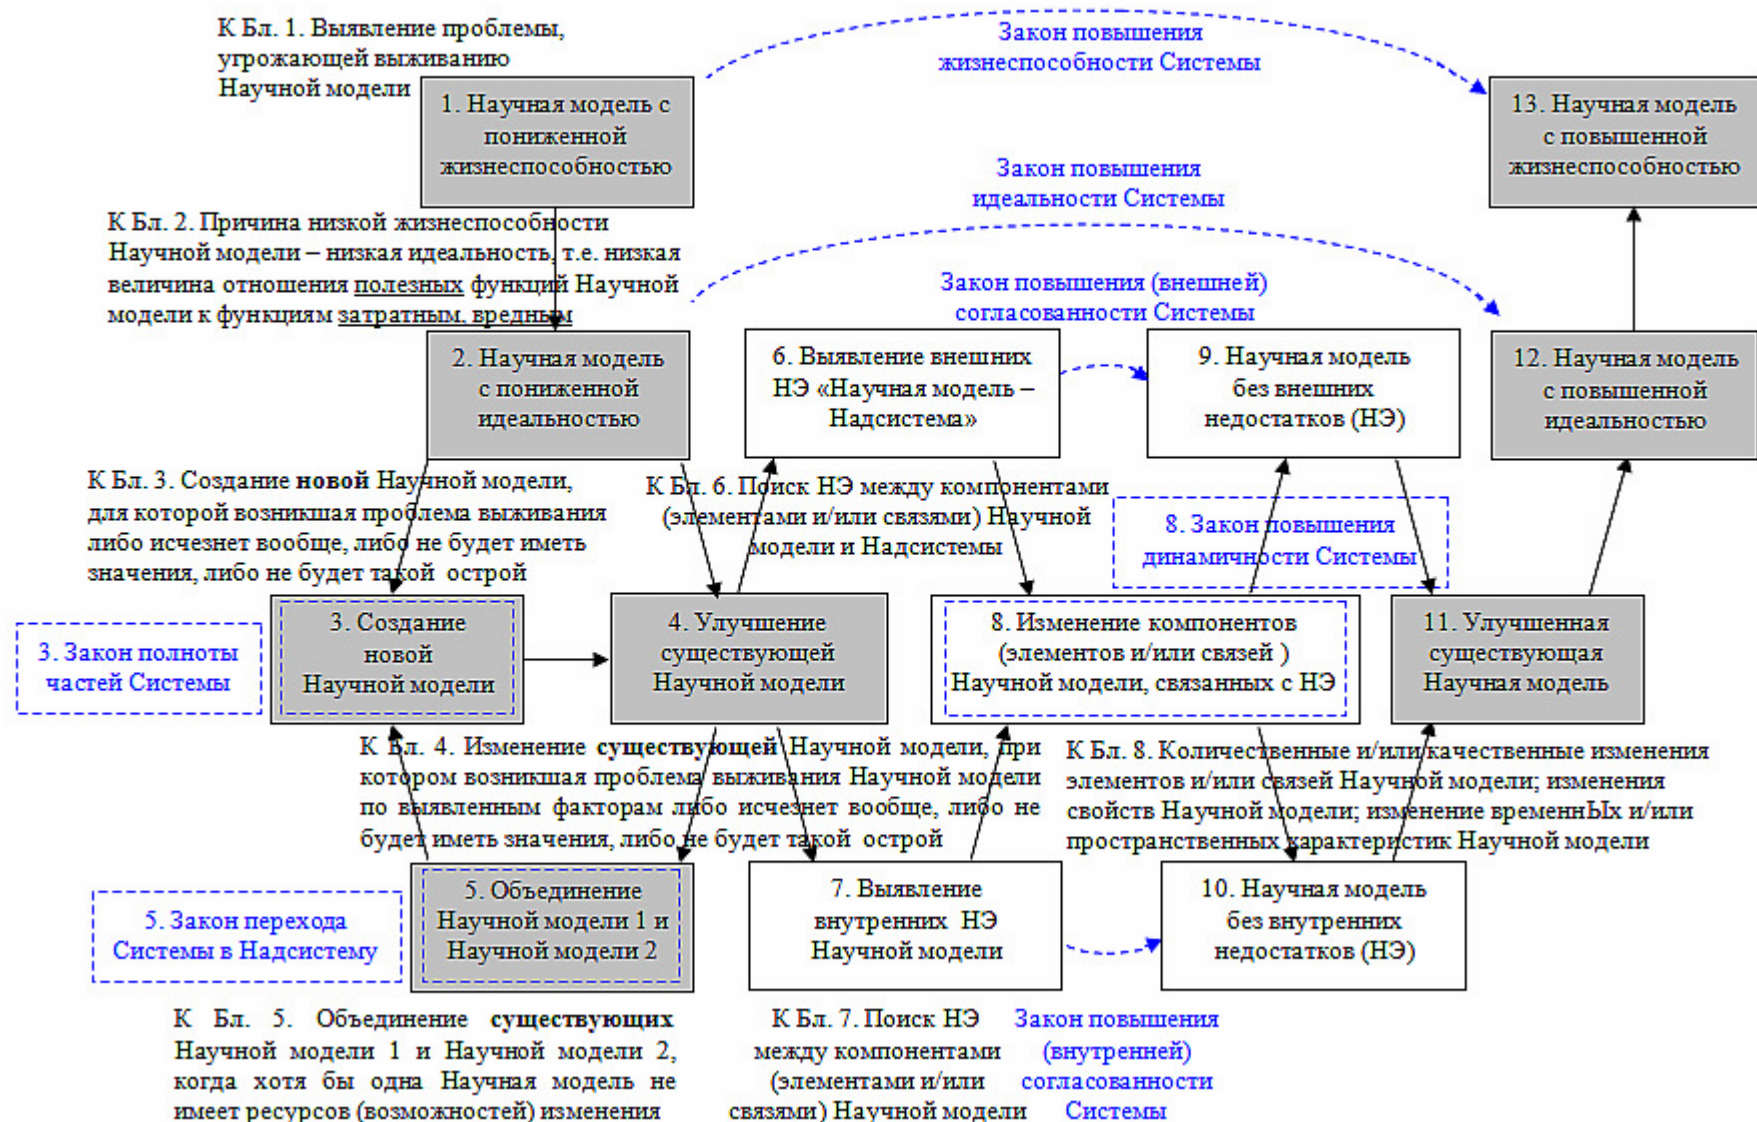 К Бл. 1. Выявление проблемы,
угрожающей выживанию
Научной модели
Закон повышения
жизнеспособности Системы
1. Научная модель с
пониженной
жизнеспособностью
13. Научная модель
с повышенной
жизнеспособностью
Закон повышения
идеальности Системы
К Бл. 2. Причина низкой жизнеспособности
Научной модели – низкая идеальность, т.е. низкая
величина отношения полезных функций Научной
модели к функциям затратным, вредным
Закон повышения (внешней)
согласованности Системы
2. Научная модель
с пониженной
идеальностью
6. Выявление внешних
НЭ «Научная модель –
Надсистема»
9. Научная модель
без внешних
недостатков (НЭ)
12. Научная модель
с повышенной
идеальностью
К Бл. 3. Создание новой Научной модели,
для которой возникшая проблема выживания
либо исчезнет вообще, либо не будет иметь
значения, либо не будет такой острой
К Бл. 6. Поиск НЭ между компонентами
(элементами и/или связями) Научной
модели и Надсистемы
8. Закон повышения
динамичности Системы
3. Закон полноты
частей Системы
3. Создание
новой
Научной модели
4. Улучшение
существующей
Научной модели
8. Изменение компонентов
(элементов и/или связей )
Научной модели, связанных с НЭ
11. Улучшенная
существующая
Научная модель
К Бл. 4. Изменение существующей Научной модели, при
котором возникшая проблема выживания Научной модели
по выявленным факторам либо исчезнет вообще, либо не
будет иметь значения, либо не будет такой острой
К Бл. 8. Количественные и/или качественные изменения
элементов и/или связей Научной модели; изменения
свойств Научной модели; изменение временнЫх и/или
пространственных характеристик Научной модели
5. Закон перехода
Системы в Надсистему
5. Объединение
Научной модели 1 и
Научной модели 2
7. Выявление
внутренних НЭ
Научной модели
10. Научная модель
без внутренних
недостатков (НЭ)
К Бл. 5. Объединение существующих
Научной модели 1 и Научной модели 2,
когда хотя бы одна Научная модель не
имеет ресурсов (возможностей) изменения
К Бл. 7. Поиск НЭ
между компонентами
(элементами и/или
связями) Научной модели
Закон повышения
(внутренней)
согласованности
Системы